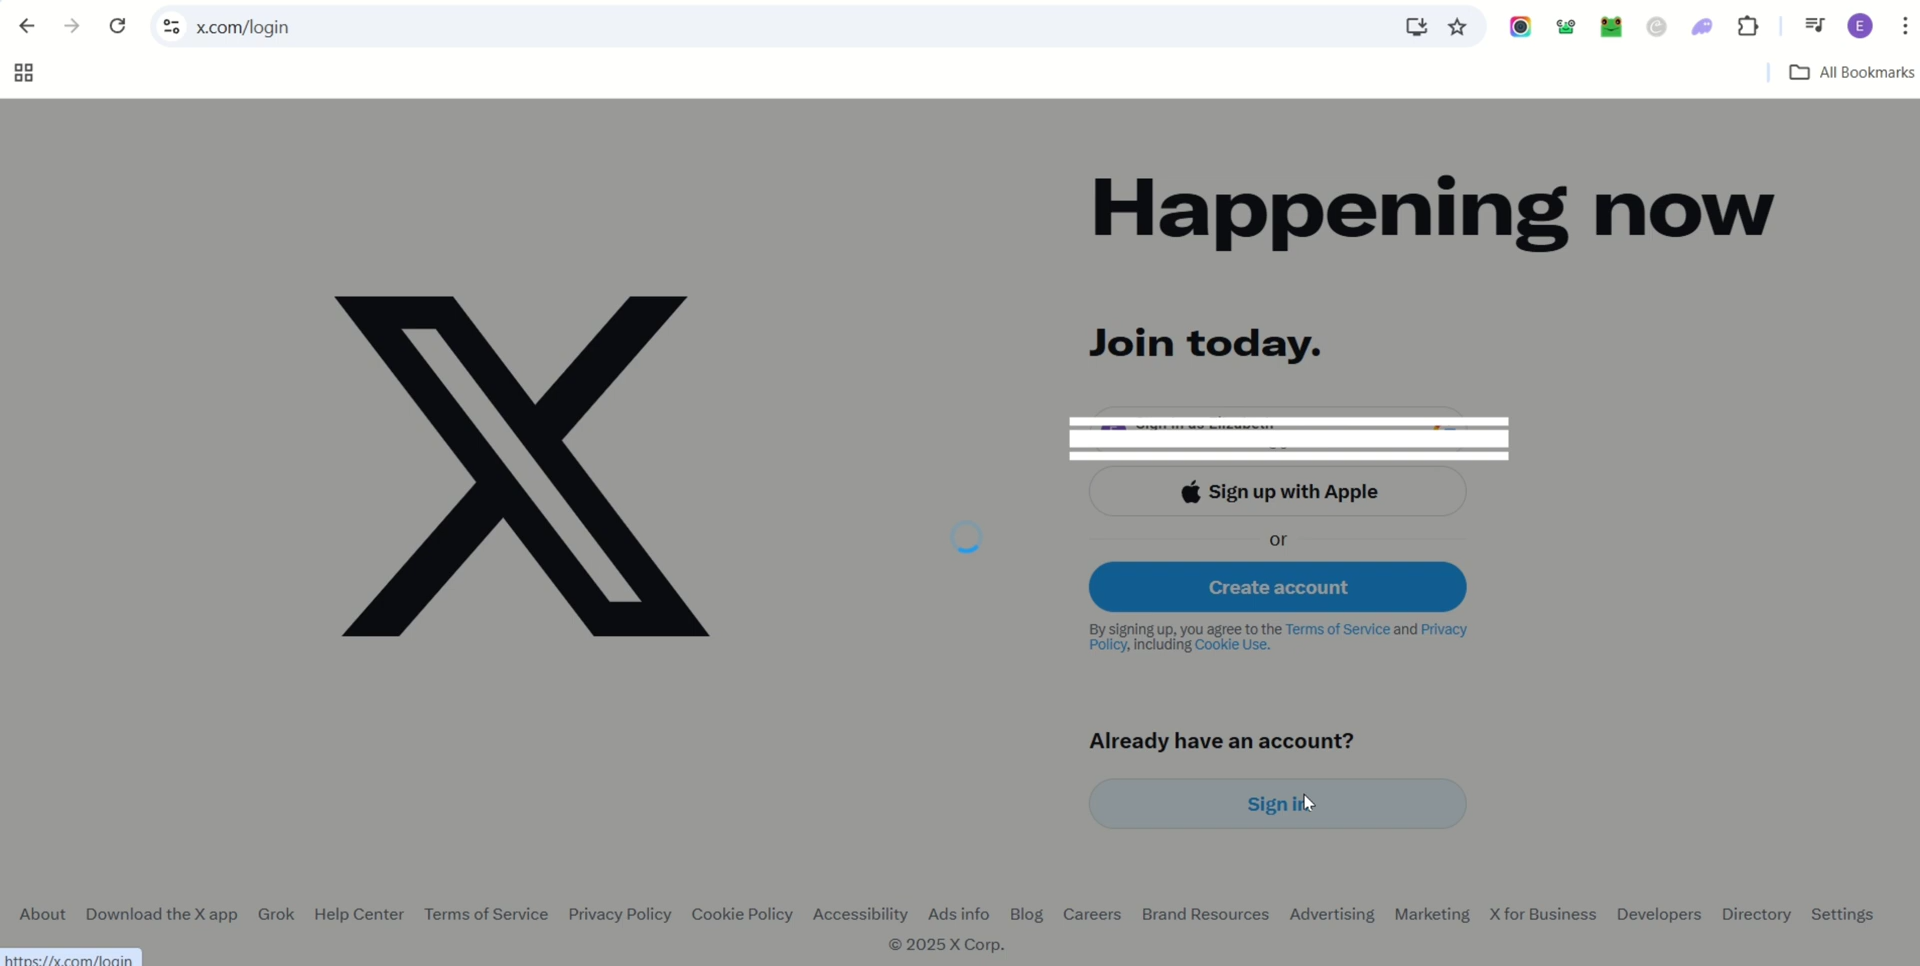 x.com/login
E
All Bookmarks
Happening now
Join today.
Sign in as Elizabeth
Sign up with Apple
or
Create account
By signing up, you agree to the Terms of Service and Privacy
Policy, including Cookie Use.
Already have an account?
Sign in
About Download the X app Grok Help Center Terms of Service Privacy Policy Cookie Policy Accessibility Ads info Blog Careers Brand Resources Advertising Marketing X for Business Developers Directory Settings
© 2025 X Corp.
https://x.com/login